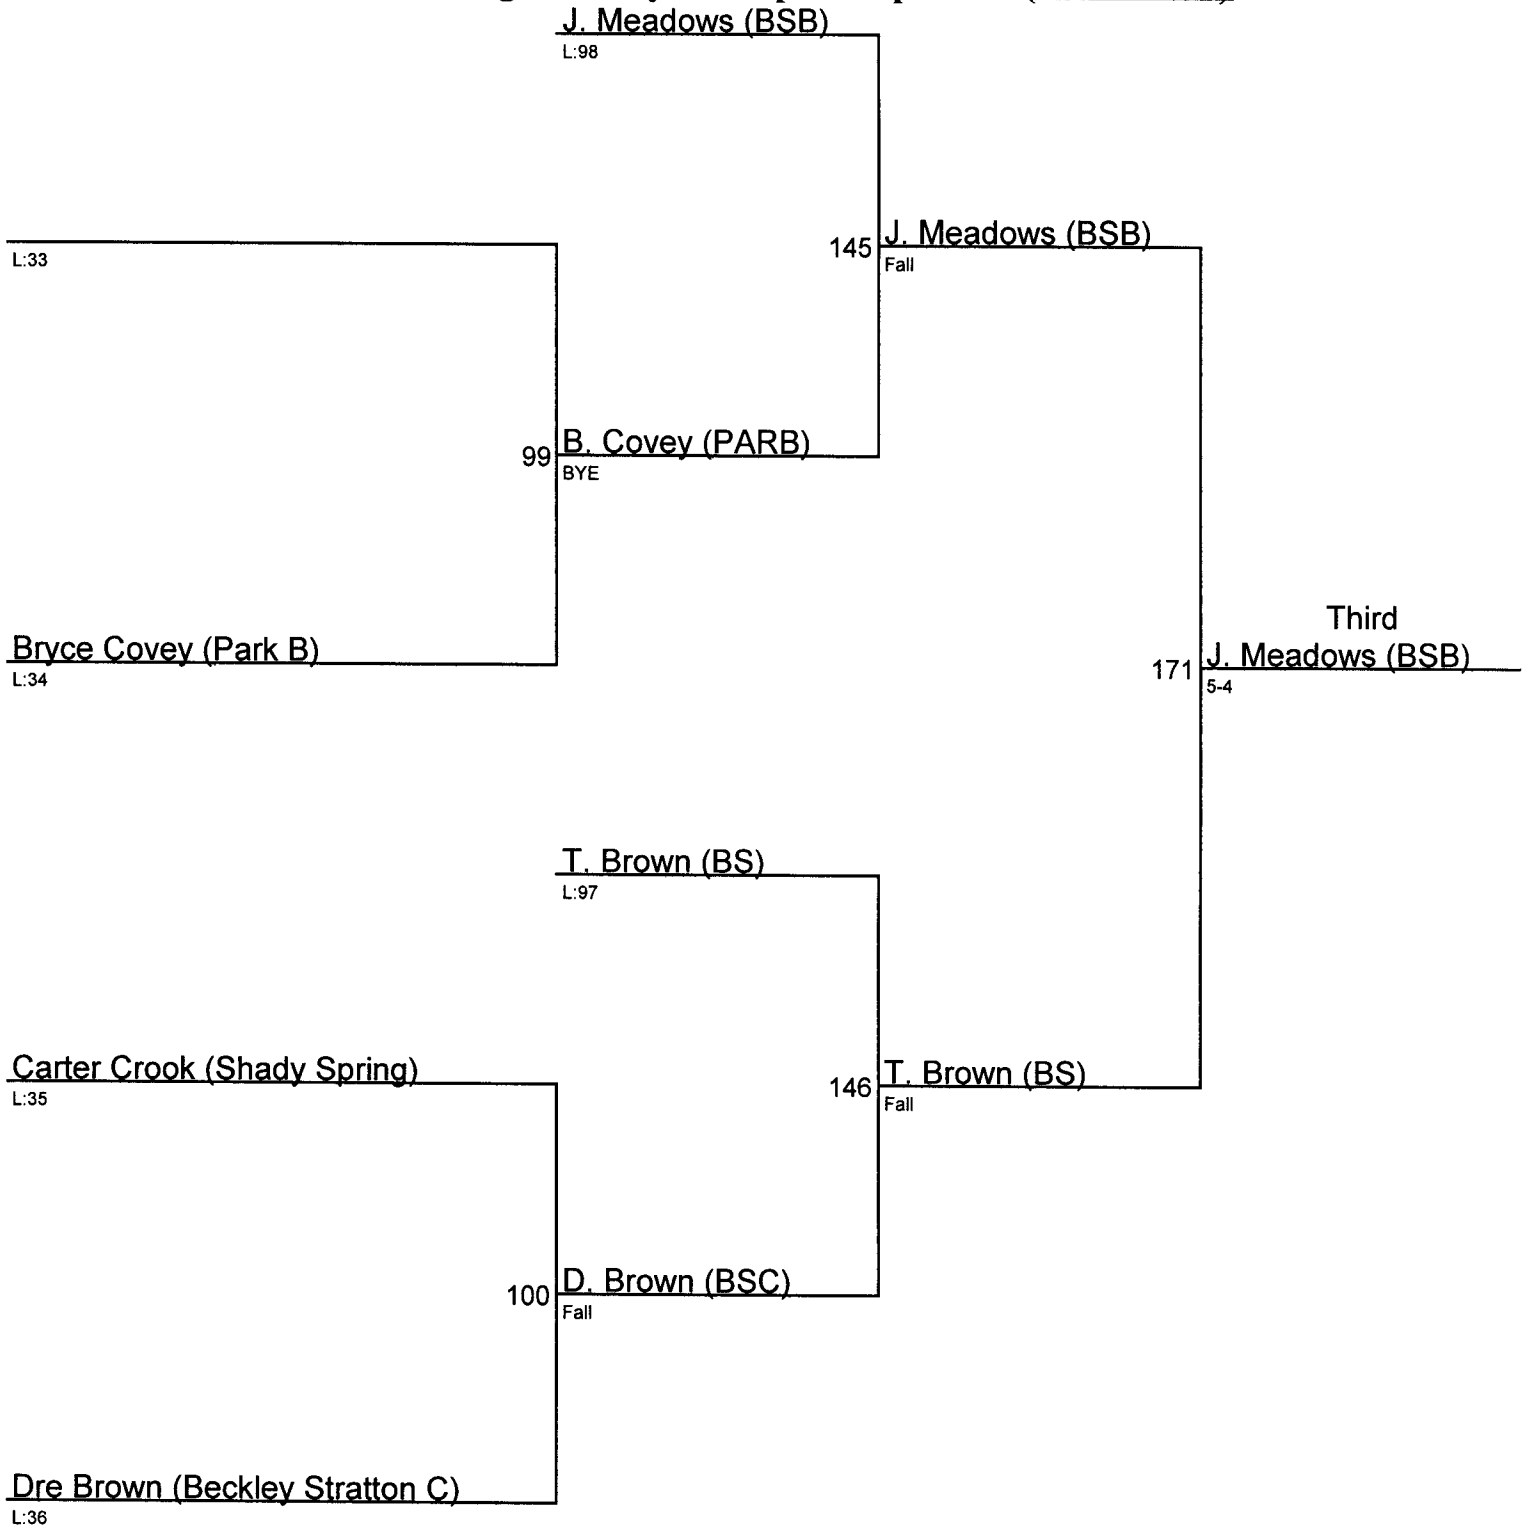 J. Meadows (BSB)
L:98
L:33
145
J. Meadows (BSB)
Fall
99
B. Covey (PARB)
BYE
Bryce Covey (Park B)
L:34
Third
171
J. Meadows (BSB)
5-4
T. Brown (BS)
L:97
Carter Crook (Shady Spring)
L:35
146
T. Brown (BS)
Fall
100
D. Brown (BSC)
Fall
Dre Brown (Beckley Stratton C)
L:36